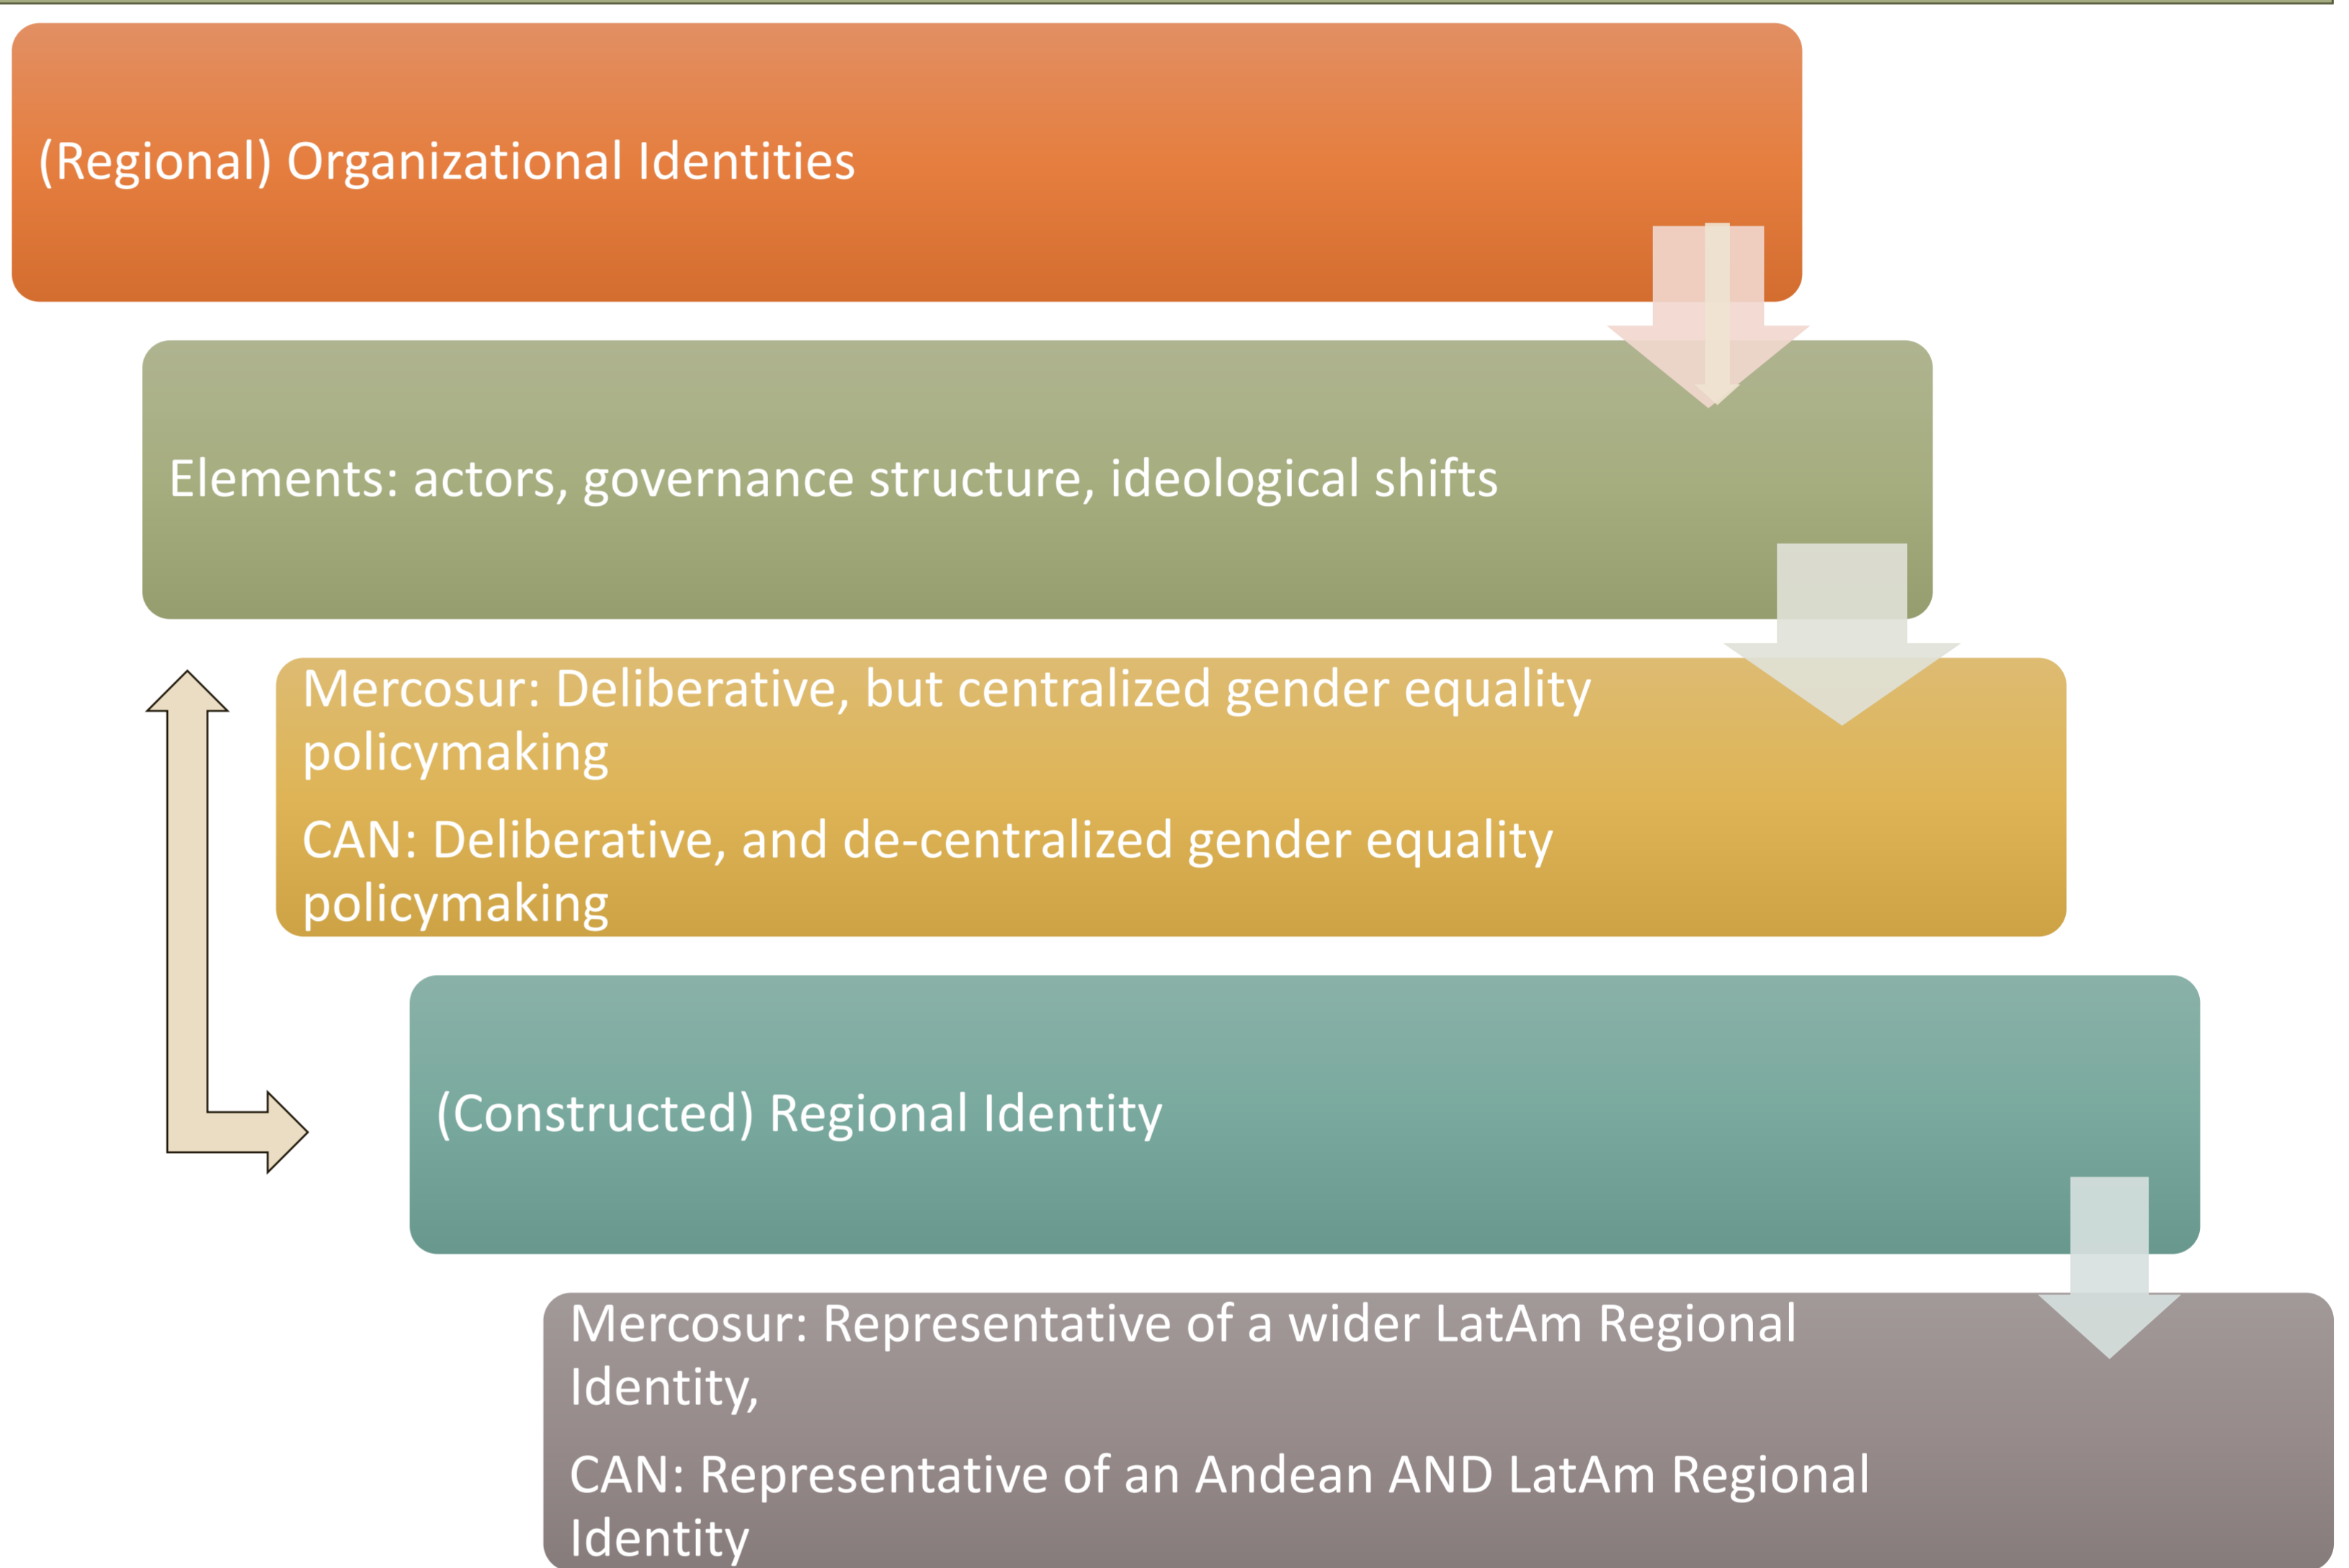 (Regional) Organizational Identities
Elements: actors, governance structure, ideological shifts
Mercosur: Deliberative, but centralized gender equality
policymaking
CAN: Deliberative, and de-centralized gender equality
policymaking
(Constructed) Regional Identity
Mercosur: Representative of a wider LatAm Regional
Identity,
CAN: Representative of an Andean AND LatAm Regional
Identity